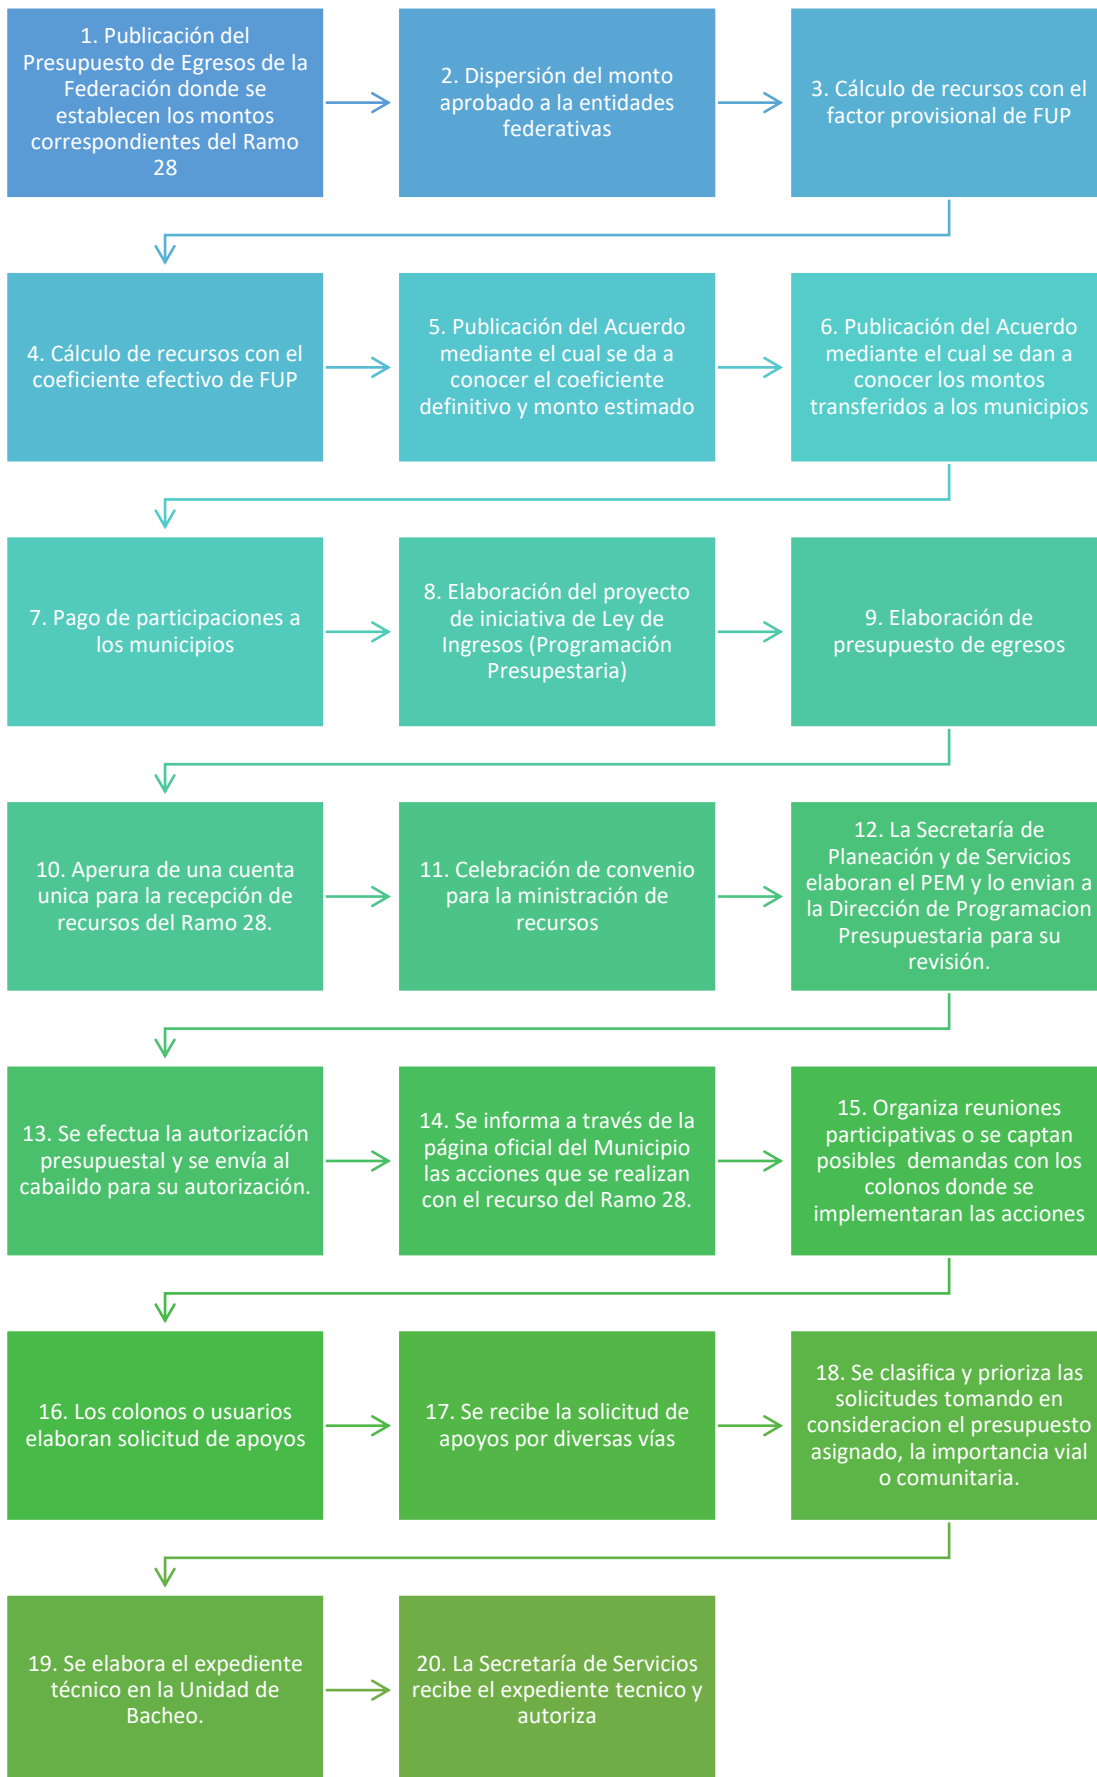 1. Publicación del
Presupuesto de Egresos de la
Federación donde se
establecen los montos
correspondientes del Ramo
28
2. Dispersión del monto
aprobado a la entidades
federativas
3. Cálculo de recursos con el
factor provisional de FUP
4. Cálculo de recursos con el
coeficiente efectivo de FUP
5. Publicación del Acuerdo
mediante el cual se da a
conocer el coeficiente
definitivo y monto estimado
6. Publicación del Acuerdo
mediante el cual se dan a
conocer los montos
transferidos a los municipios
7. Pago de participaciones a
los municipios
8. Elaboración del proyecto
de iniciativa de Ley de
Ingresos (Programación
Presupestaria)
9. Elaboración de
presupuesto de egresos
10. Aperura de una cuenta
unica para la recepción de
recursos del Ramo 28.
11. Celebración de convenio
para la ministración de
recursos
12. La Secretaría de
Planeación y de Servicios
elaboran el PEM y lo envian a
la Dirección de Programacion
Presupuestaria para su
revisión.
13. Se efectua la autorizacíón
presupuestal y se envía al
cabaildo para su autorización.
14. Se informa a través de la
página oficial del Municipio
las acciones que se realizan
con el recurso del Ramo 28.
15. Organiza reuniones
participativas o se captan
posibles demandas con los
colonos donde se
implementaran las acciones
16. Los colonos o usuarios
elaboran solicitud de apoyos
17. Se recibe la solicitud de
apoyos por diversas vías
18. Se clasifica y prioriza las
solicitudes tomando en
consideracion el presupuesto
asignado, la importancia vial
o comunitaria.
19. Se elabora el expediente
técnico en la Unidad de
Bacheo.
20. La Secretaría de Servicios
recibe el expediente tecnico y
autoriza